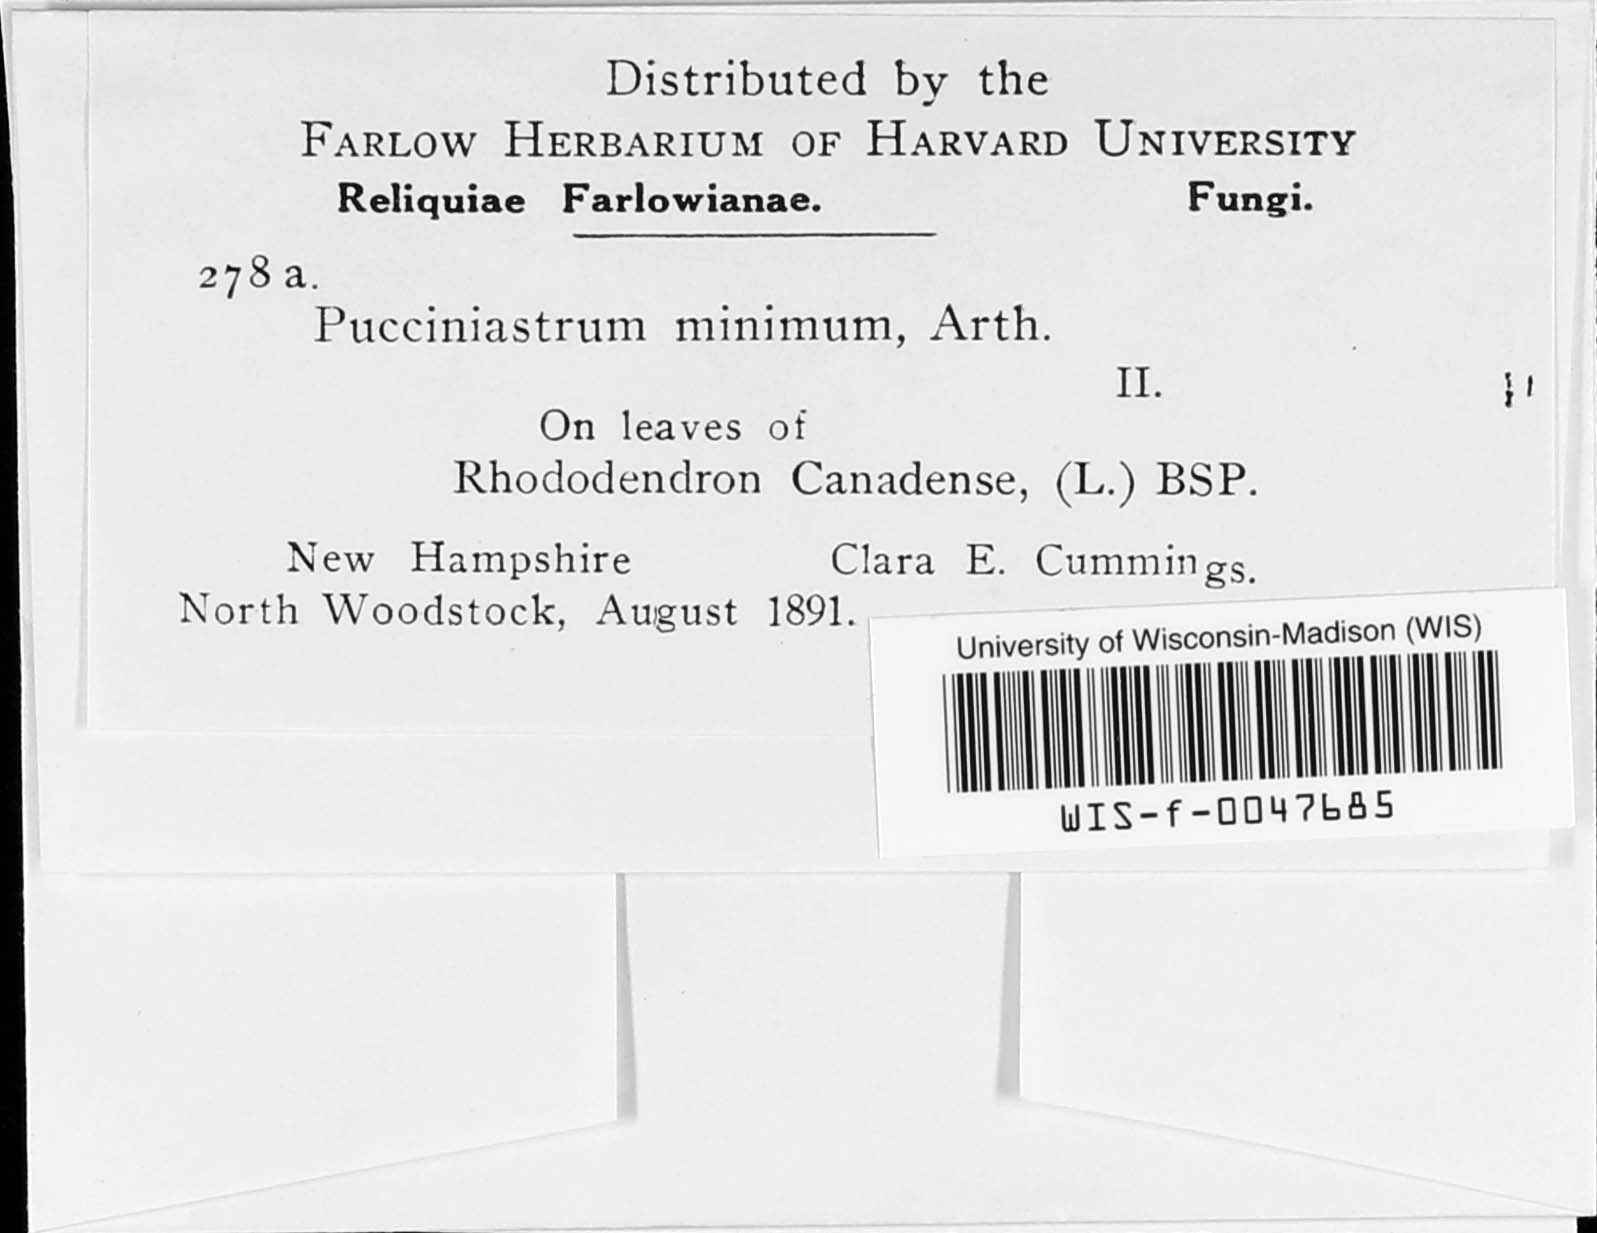 Distributed by the
FARLOW HERBARIUM OF HARVARD UNIVERSITY
Reliquiae Farlowianae. Fungi.
278 a.
Pucciniastrum minimum, Arth.
II.
On leaves of
Rhododendron Canadense, (L.) BSP.
New Hampshire Clara E. Cummings.
North Woodstock, August 1891.
University of Wisconsin-Madison (WIS)
WIS-f-0047685